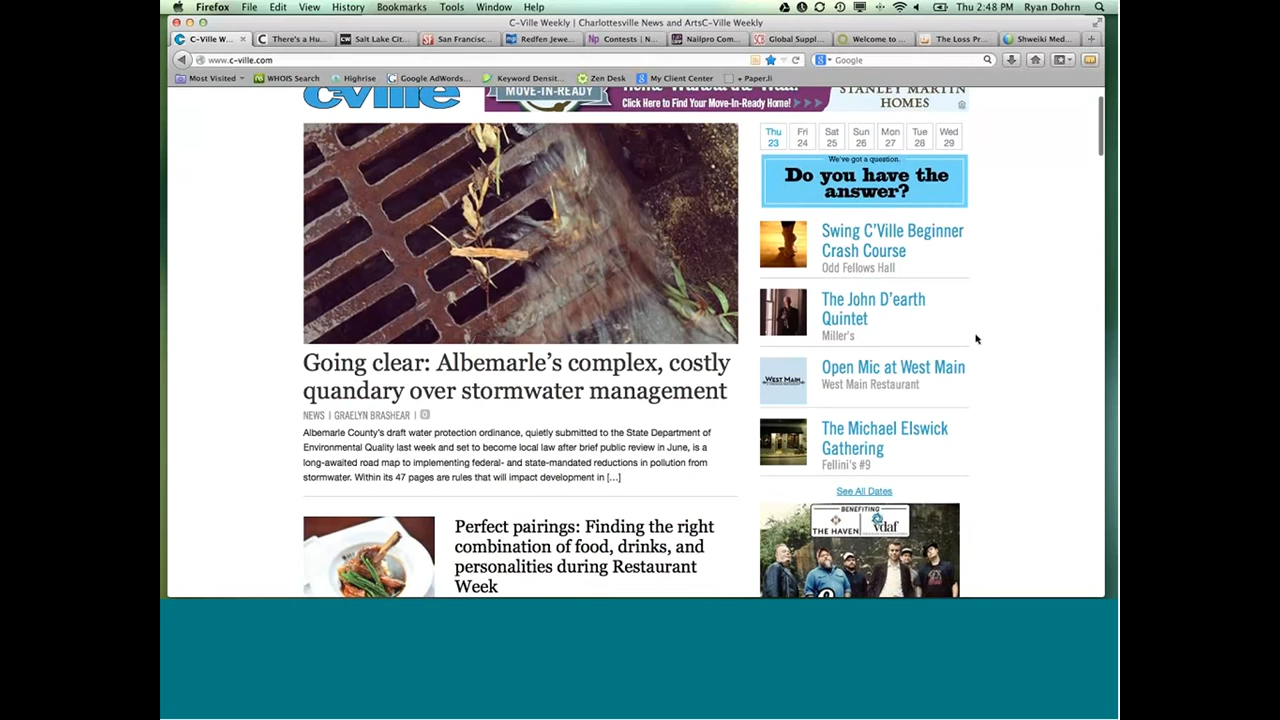 Firefox File Edit View History Bookmarks Tools Window Help Thu 2:48 PM Ryan Dohrn
C-Ville Weekly | Charlottesville News and ArtsC-Ville Weekly
C-Ville W... There's a Hu... Salt Lake Cit... San Francisc... Redfen Jewe... Contests | N... Nailpro Com... Global Suppl... Welcome to ... The Loss Pr... Shweiki Med...
www.c-ville.com Google
Most Visited WHOIS Search Highrise Google AdWords... Keyword Densit... Zen Desk My Client Center + Paper.li
c-ville
MOVE-IN-READY
Click Here to Find Your Move-In-Ready Home!
STANLEY MARTIN
HOMES
Thu Fri Sat Sun Mon Tue Wed
23 24 25 26 27 28 29
We've got a question.
Do you have the
answer?
Swing C'Ville Beginner
Crash Course
Odd Fellows Hall
The John D'earth
Quintet
Miller's
Open Mic at West Main
West Main Restaurant
WEST MAIN
The Michael Elswick
Gathering
Fellini's #9
See All Dates
BENEFITING
THE HAVEN vdaf
Going clear: Albemarle's complex, costly
quandary over stormwater management
NEWS | GRAELYN BRASHEAR | 0
Albemarle County's draft water protection ordinance, quietly submitted to the State Department of
Environmental Quality last week and set to become local law after brief public review in June, is a
long-awaited road map to implementing federal- and state-mandated reductions in pollution from
stormwater. Within its 47 pages are rules that will impact development in [...]
Perfect pairings: Finding the right
combination of food, drinks, and
personalities during Restaurant
Week